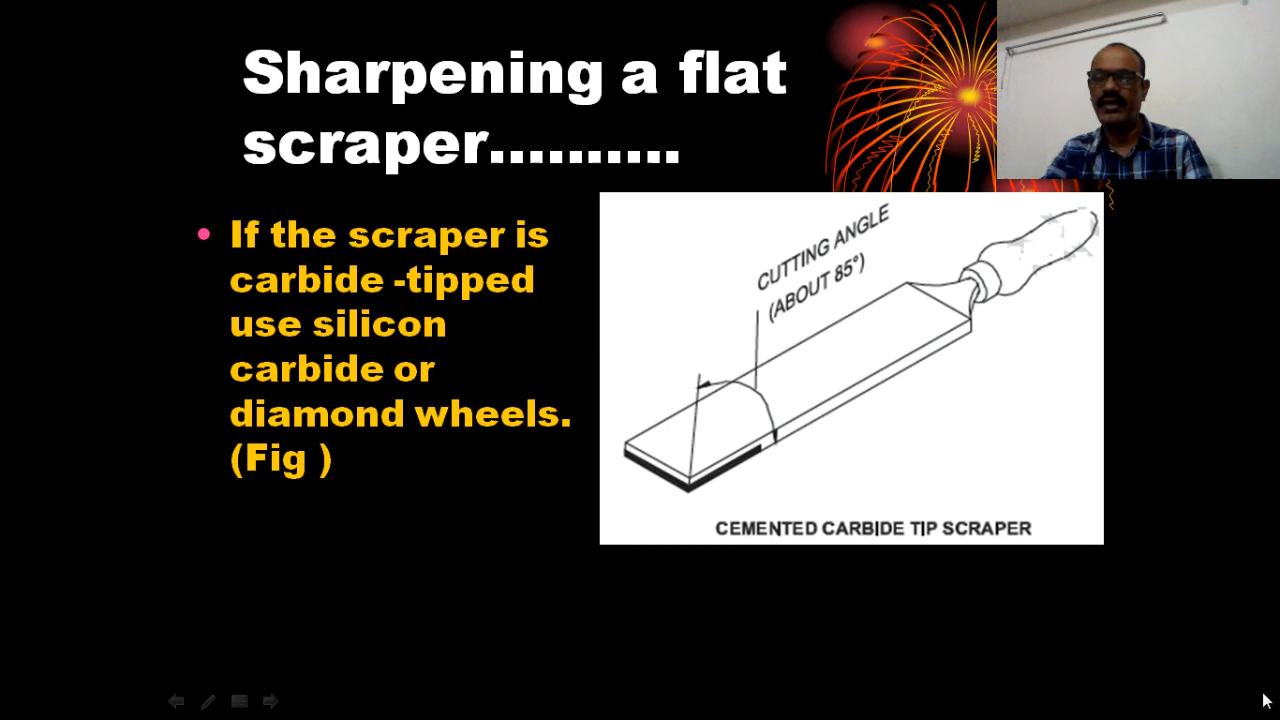 Sharpening a flat
scraper..........
• If the scraper is
carbide -tipped
use silicon
carbide or
diamond wheels.
(Fig )
CUTTING ANGLE
(ABOUT 85°)
CEMENTED CARBIDE TIP SCRAPER